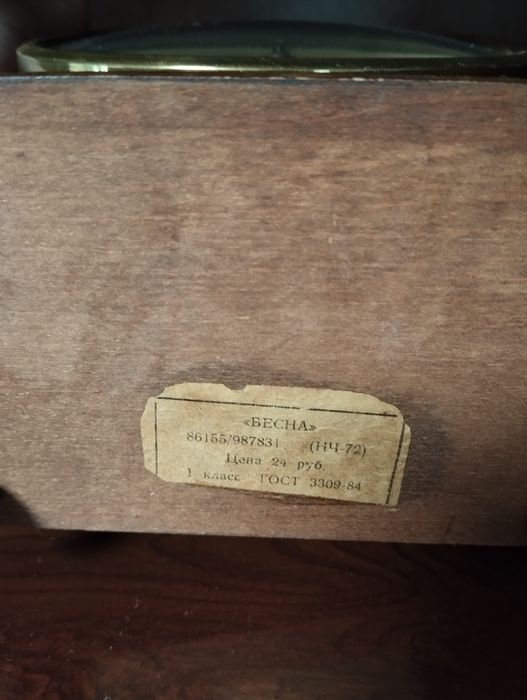 «ВЕСНА»
86155/987831 (НЧ-72)
Цена 24 руб.
1 класс ГОСТ 3309-84